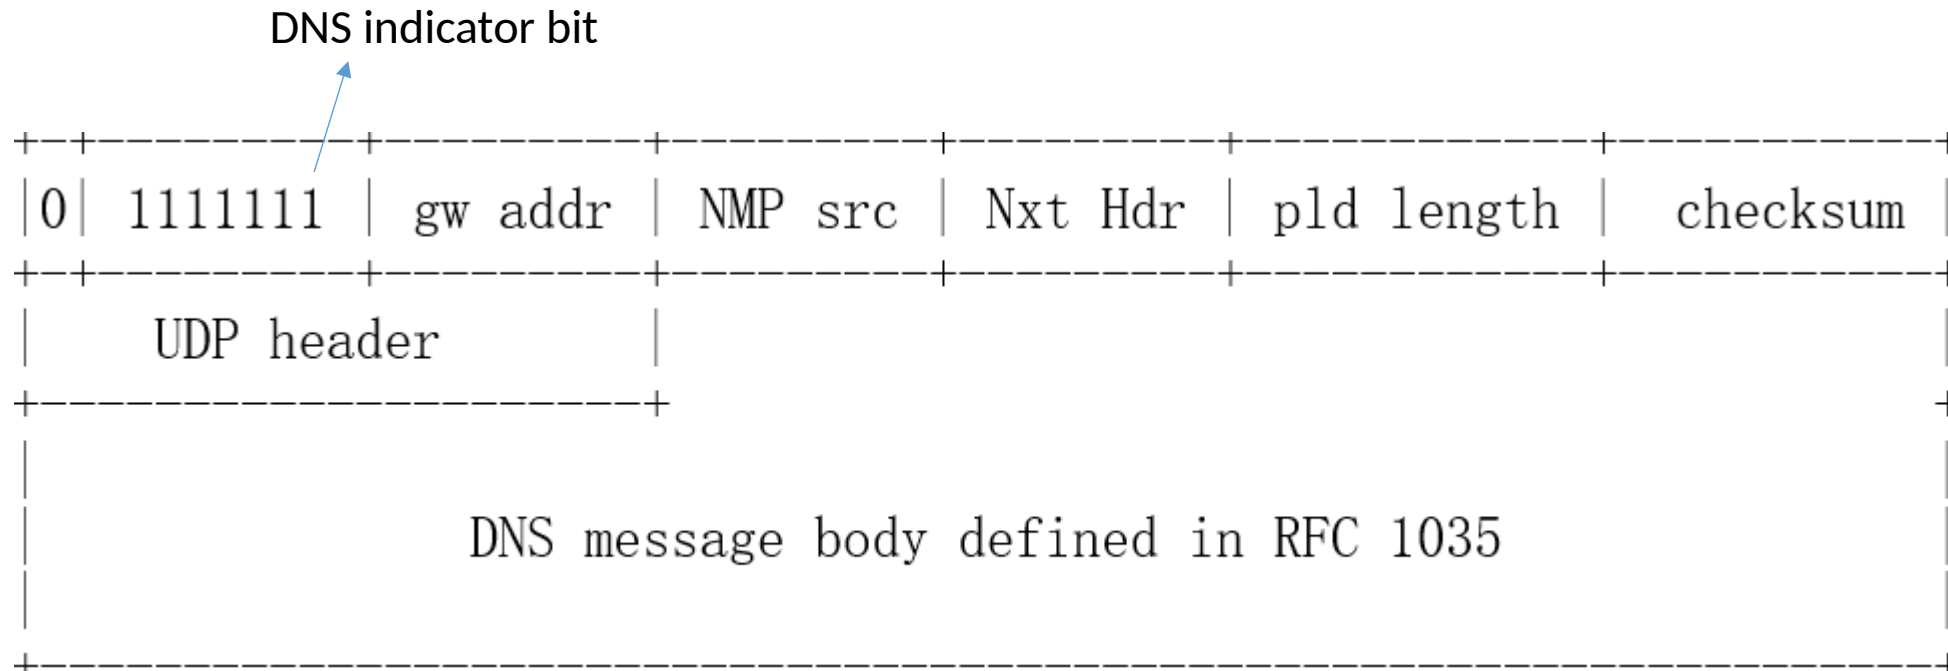 DNS indicator bit
+-+---------+---------+---------+---------+------------+-----------+
|0| 1111111 | gw addr | NMP src | Nxt Hdr | pld length | checksum |
+-+---------+---------+---------+---------+------------+-----------+
| UDP header | |
+---------------------+ +
| |
| DNS message body defined in RFC 1035 |
| |
+------------------------------------------------------------------+